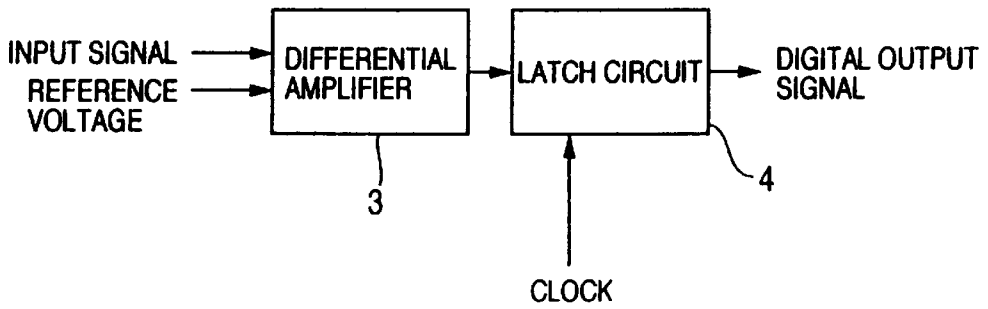 INPUT SIGNAL
REFERENCE
VOLTAGE
DIFFERENTIAL
AMPLIFIER
LATCH CIRCUIT
DIGITAL OUTPUT
SIGNAL
3
4
CLOCK